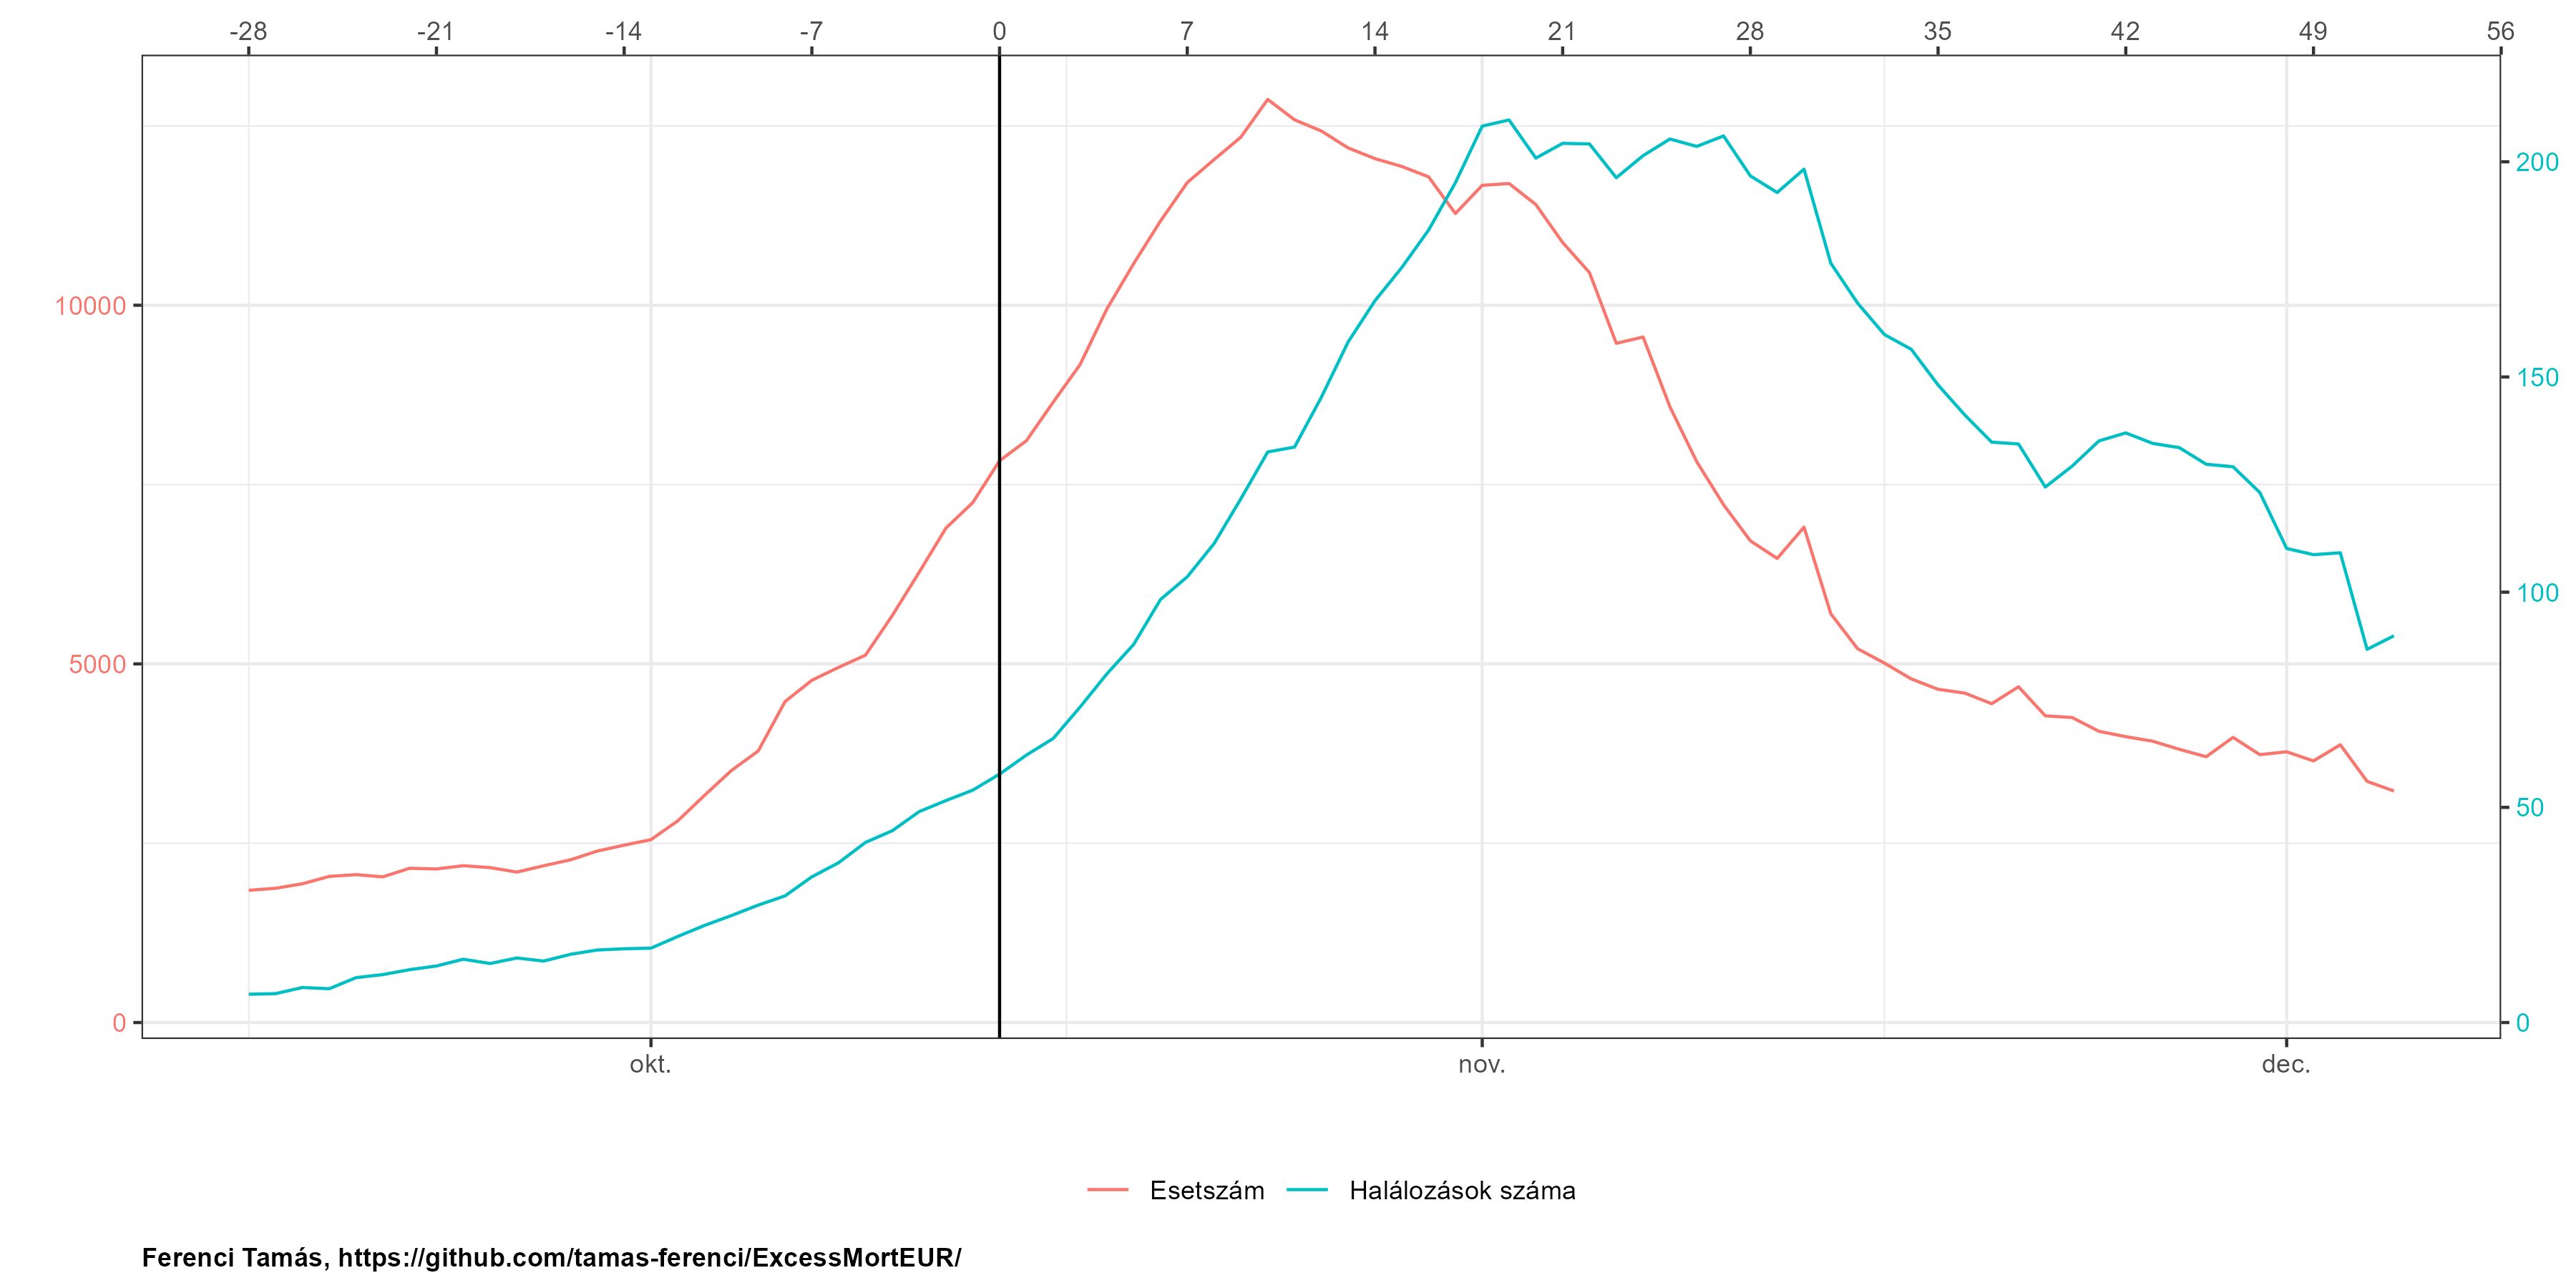 -28 -21 -14 -7 0 7 14 21 28 35 42 49 56
10000
5000
0
200
150
100
50
0
okt. nov. dec.
Esetszám Halálozások száma
Ferenci Tamás, https://github.com/tamas-ferenci/ExcessMortEUR/